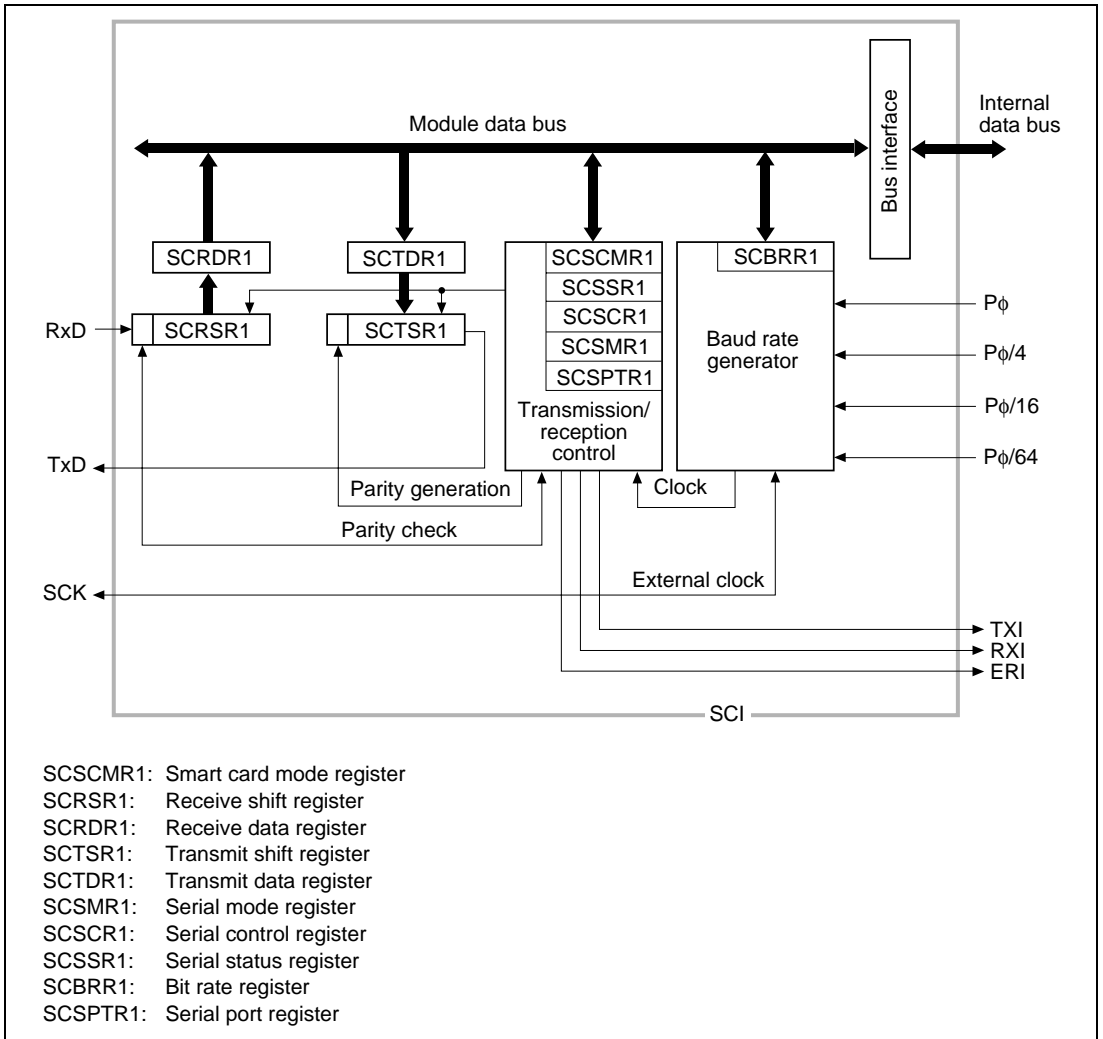 Internal
data bus
Bus interface
Module data bus
SCRDR1
SCTDR1
SCSCMR1
SCBRR1
SCSSR1
SCSCR1
SCSMR1
SCSPTR1
RxD
SCRSR1
SCTSR1
Transmission/
reception
control
Baud rate
generator
Pϕ
Pϕ/4
Pϕ/16
Pϕ/64
TxD
Parity generation
Clock
Parity check
SCK
External clock
TXI
RXI
ERI
SCI
SCSCMR1: Smart card mode register
SCRSR1: Receive shift register
SCRDR1: Receive data register
SCTSR1: Transmit shift register
SCTDR1: Transmit data register
SCSMR1: Serial mode register
SCSCR1: Serial control register
SCSSR1: Serial status register
SCBRR1: Bit rate register
SCSPTR1: Serial port register